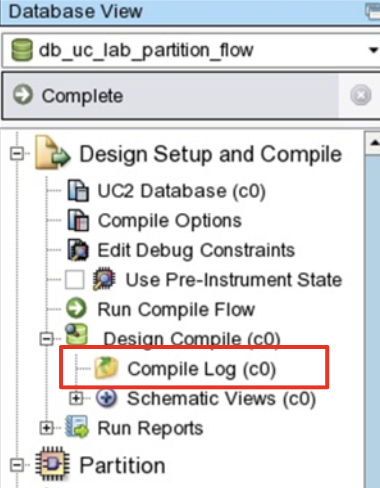 Database View
db_uc_lab_partition_flow
Complete
Design Setup and Compile
UC2 Database (c0)
Compile Options
Edit Debug Constraints
Use Pre-Instrument State
Run Compile Flow
Design Compile (c0)
Compile Log (c0)
Schematic Views (c0)
Run Reports
Partition